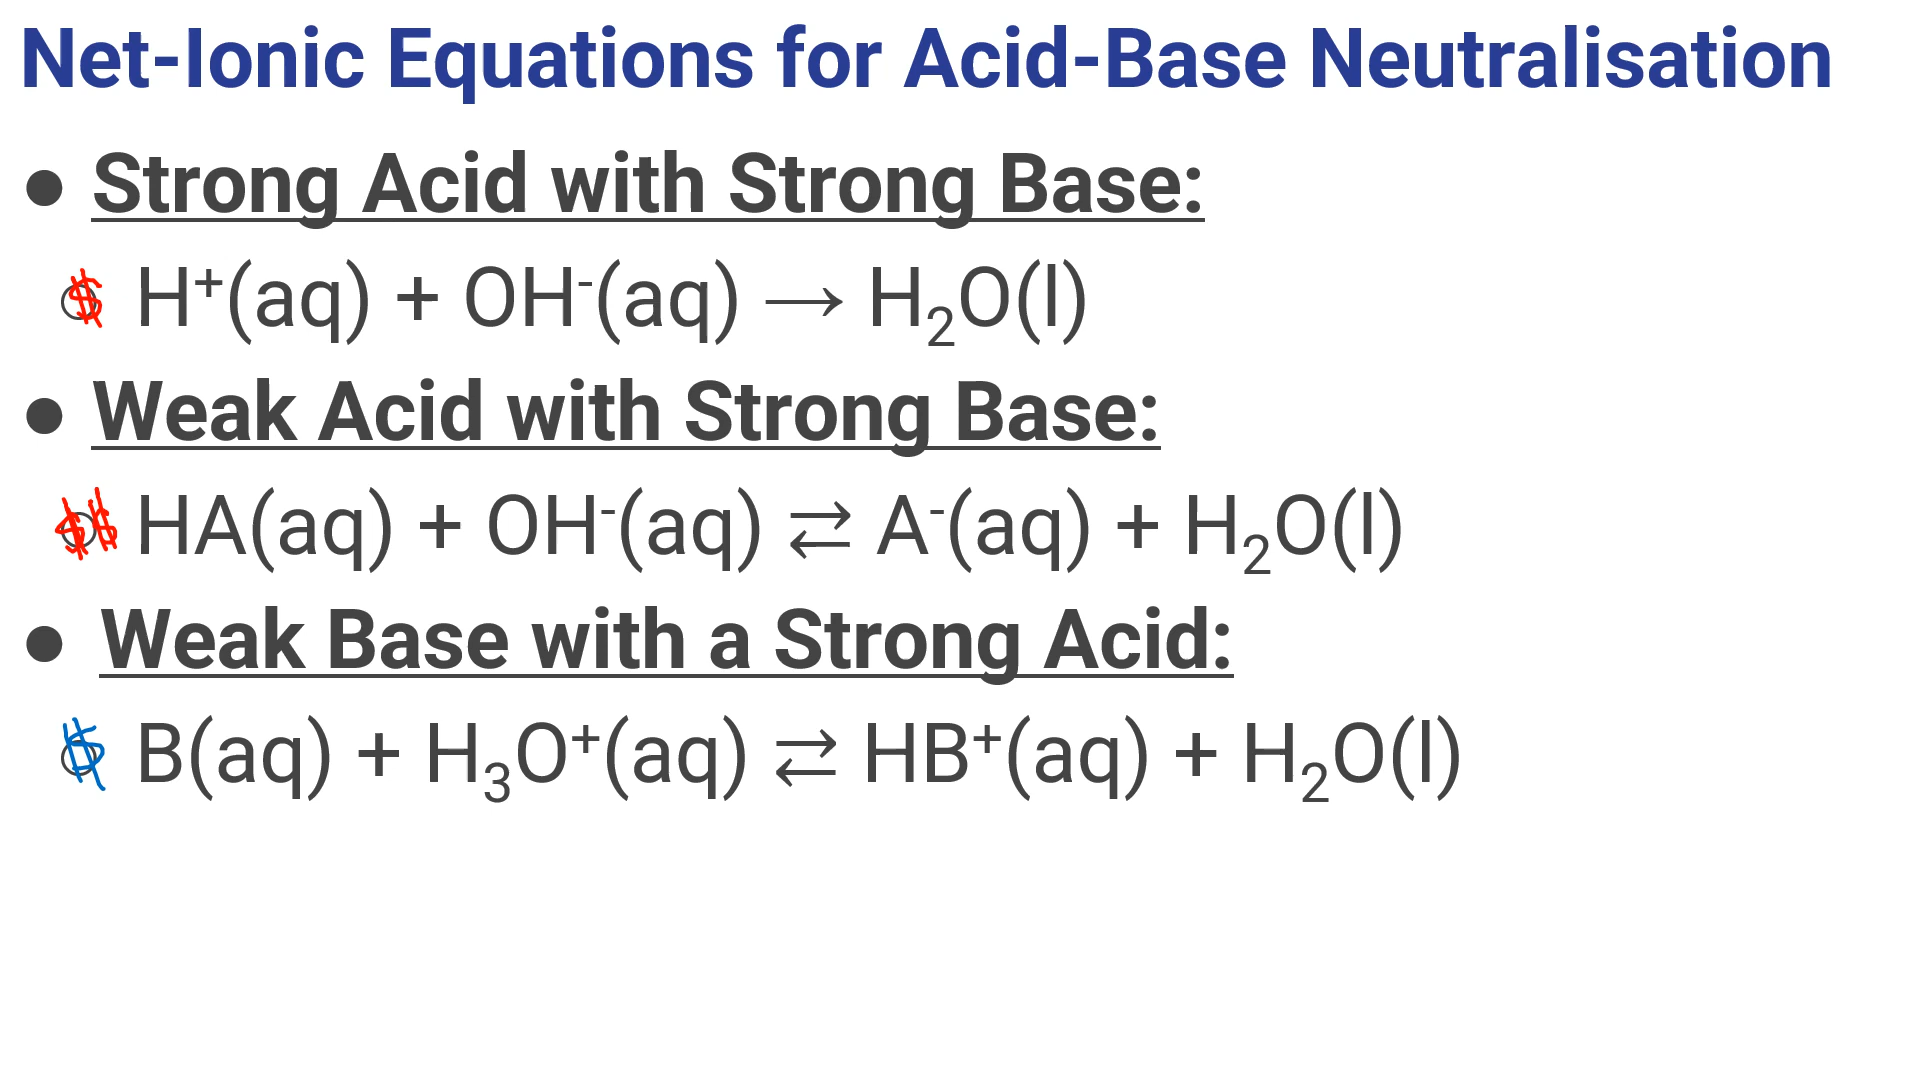 Net-Ionic Equations for Acid-Base Neutralisation
● Strong Acid with Strong Base:
$ H⁺(aq) + OH⁻(aq) → H₂O(l)
● Weak Acid with Strong Base:
$$ HA(aq) + OH⁻(aq) ⇄ A⁻(aq) + H₂O(l)
● Weak Base with a Strong Acid:
$ B(aq) + H₃O⁺(aq) ⇄ HB⁺(aq) + H₂O(l)